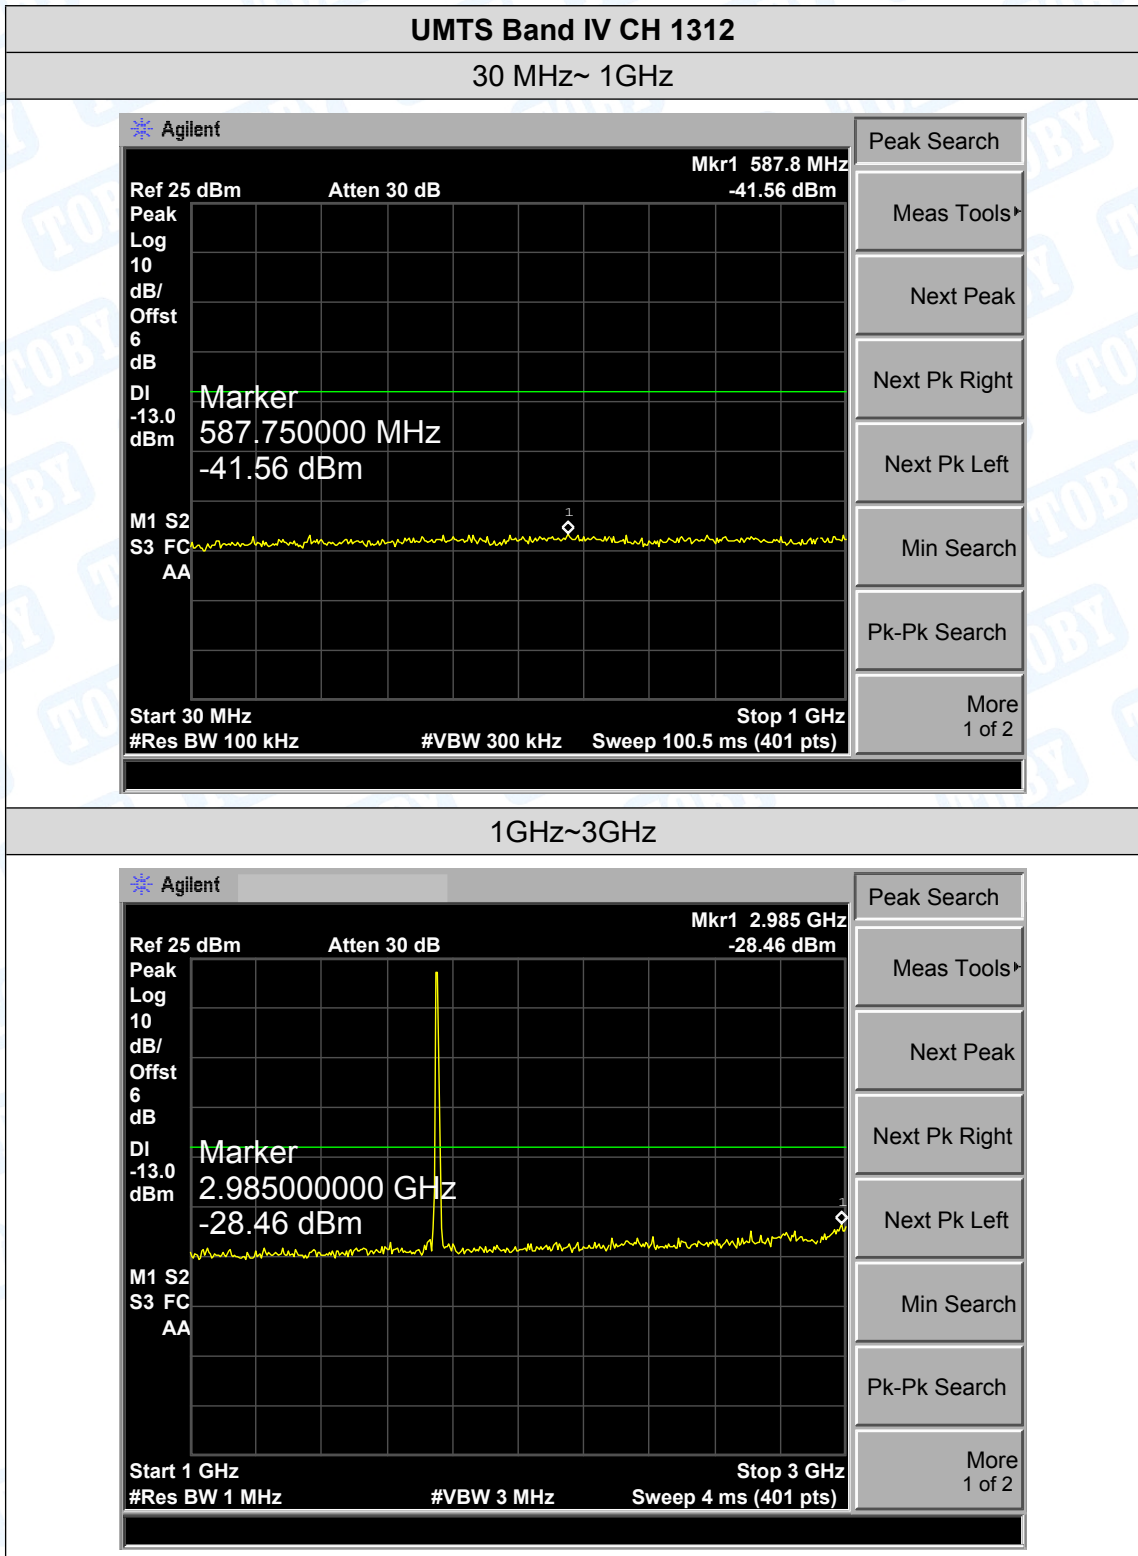 UMTS Band IV CH 1312
30 MHz~ 1GHz
Agilent
Peak Search
Mkr1 587.8 MHz
Ref 25 dBm Atten 30 dB -41.56 dBm
Peak
Log
10
dB/
Offst
6
dB
DI
-13.0
dBm
Marker
587.750000 MHz
-41.56 dBm
1
M1 S2
S3 FC
AA
Start 30 MHz Stop 1 GHz
#Res BW 100 kHz #VBW 300 kHz Sweep 100.5 ms (401 pts)
Meas Tools
Next Peak
Next Pk Right
Next Pk Left
Min Search
Pk-Pk Search
More
1 of 2
1GHz~3GHz
Agilent
Peak Search
Mkr1 2.985 GHz
Ref 25 dBm Atten 30 dB -28.46 dBm
Peak
Log
10
dB/
Offst
6
dB
DI
-13.0
dBm
Marker
2.985000000 GHz
-28.46 dBm
1
M1 S2
S3 FC
AA
Start 1 GHz Stop 3 GHz
#Res BW 1 MHz #VBW 3 MHz Sweep 4 ms (401 pts)
Meas Tools
Next Peak
Next Pk Right
Next Pk Left
Min Search
Pk-Pk Search
More
1 of 2
TOBY